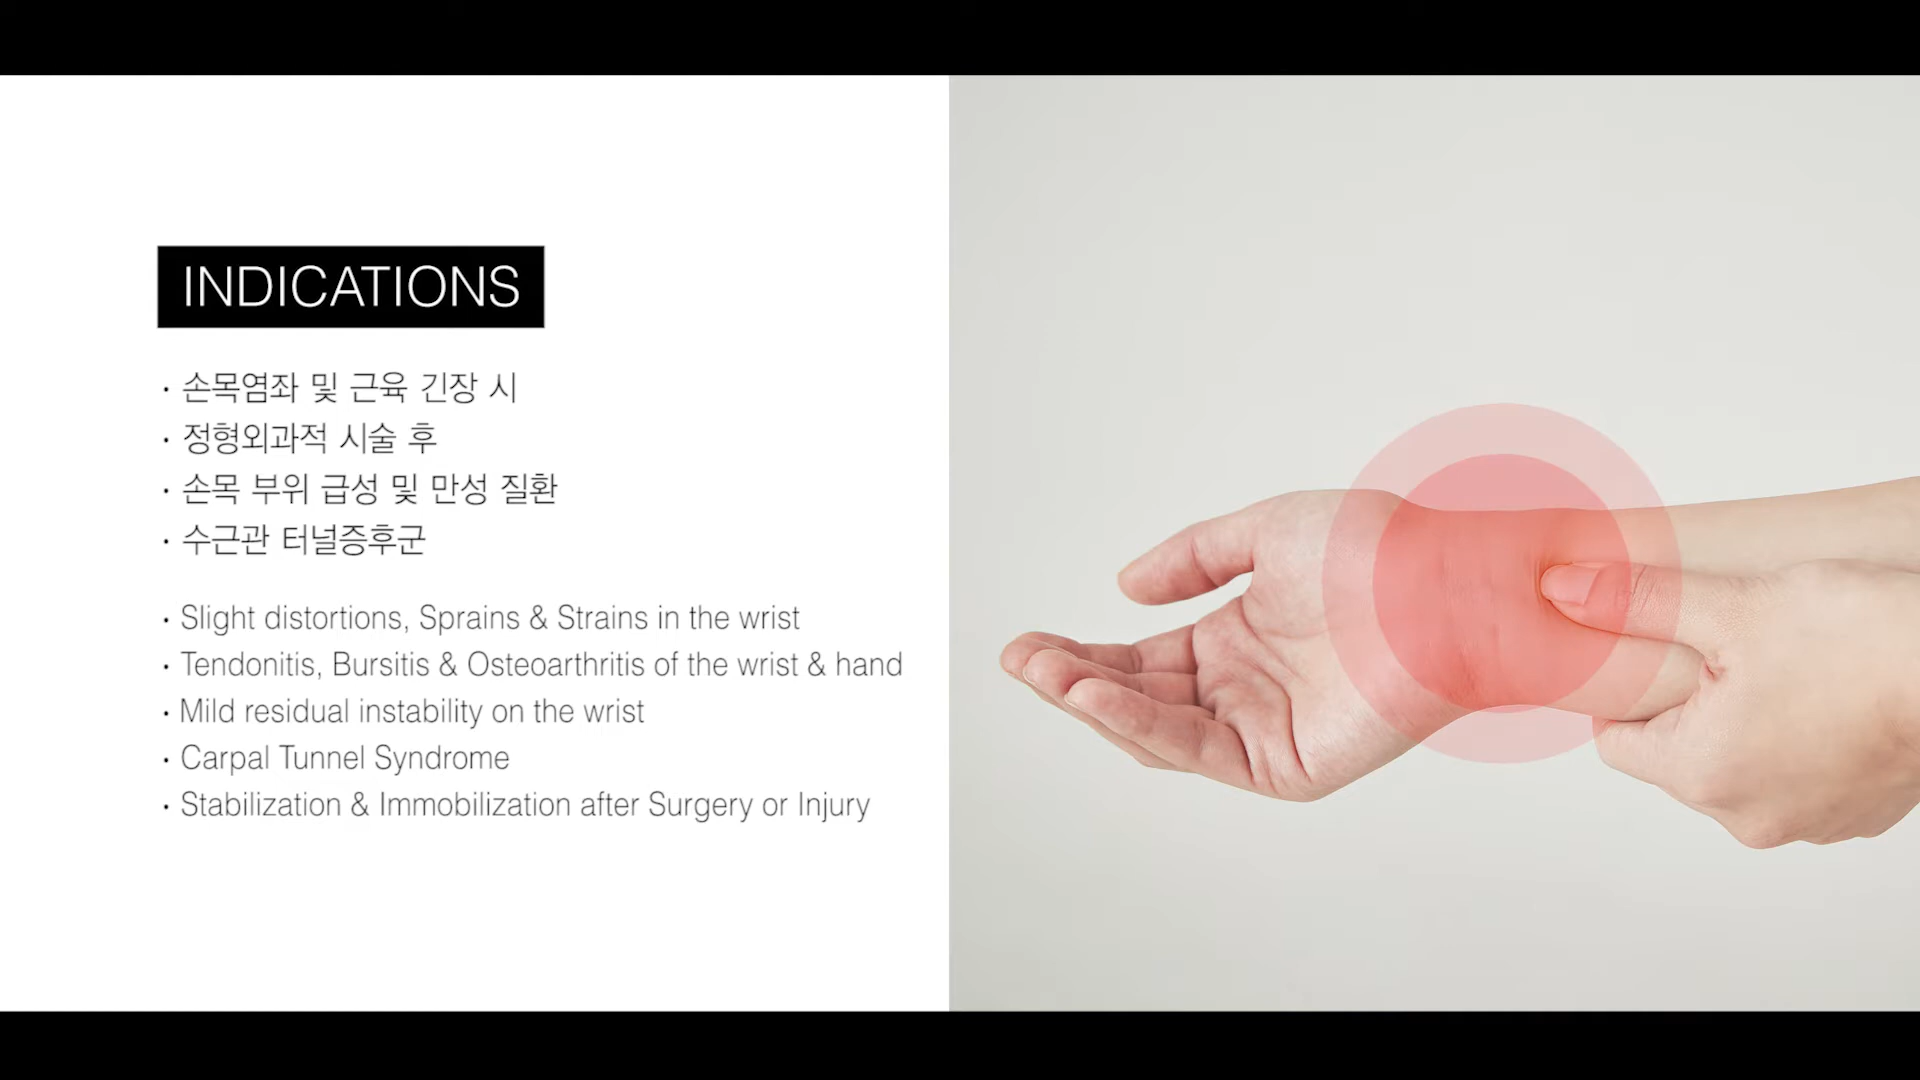 INDICATIONS
· 손목염좌 및 근육 긴장 시
· 정형외과적 시술 후
· 손목 부위 급성 및 만성 질환
· 수근관 터널증후군
· Slight distortions, Sprains & Strains in the wrist
· Tendonitis, Bursitis & Osteoarthritis of the wrist & hand
· Mild residual instability on the wrist
· Carpal Tunnel Syndrome
· Stabilization & Immobilization after Surgery or Injury